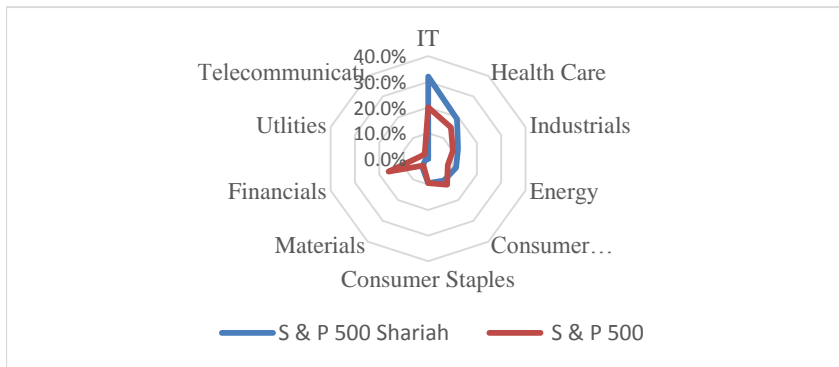 IT
40.0%
30.0%
20.0%
10.0%
0.0%
Telecommunicati…
Health Care
Utlities
Industrials
Financials
Energy
Materials
Consumer…
Consumer Staples
S & P 500 Shariah
S & P 500